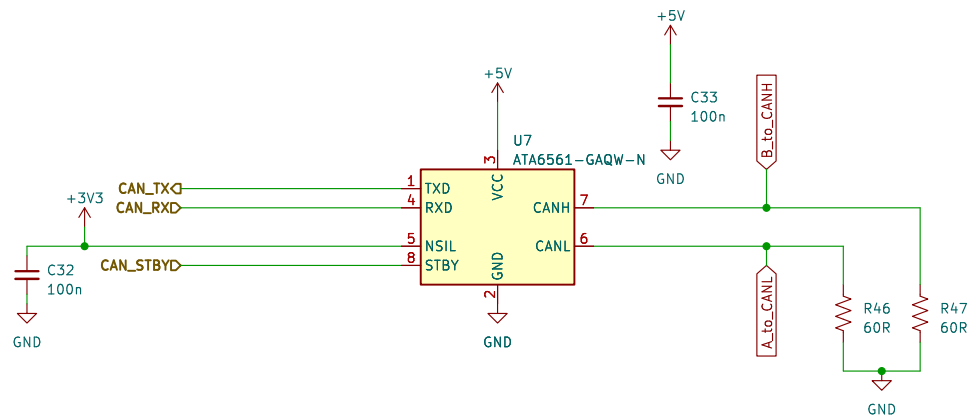 +5V
C33
100n
GND
B_to_CANH
+5V
U7
ATA6561-GAQW-N
3
VCC
CAN_TX
1
TXD
CAN_RX
4
RXD
CANH
7
+3V3
5
NSIL
CANL
6
CAN_STBY
8
STBY
GND
2
GND
C32
100n
GND
A_to_CANL
R46
60R
R47
60R
GND